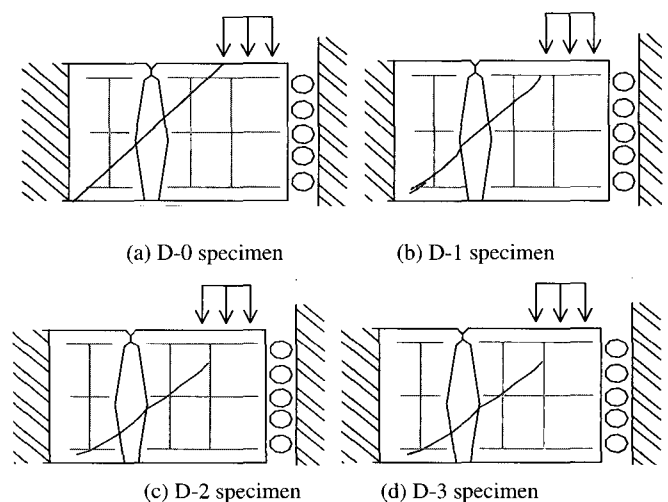 (a) D-0 specimen
(b) D-1 specimen
(c) D-2 specimen
(d) D-3 specimen